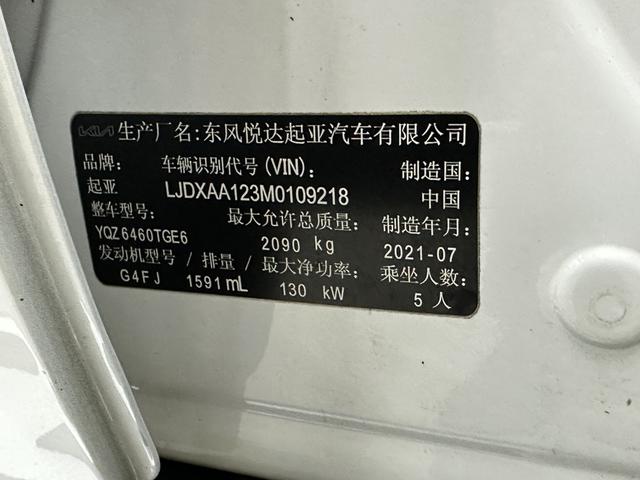 KIA 生产厂名:东风悦达起亚汽车有限公司
品牌: 车辆识别代号(VIN): 制造国:
起亚 LJDXAA123M0109218 中国
整车型号: 最大允许总质量: 制造年月:
YQZ6460TGE6 2090 kg 2021-07
发动机型号/排量/最大净功率: 乘坐人数:
G4FJ 1591mL 130 kW 5 人